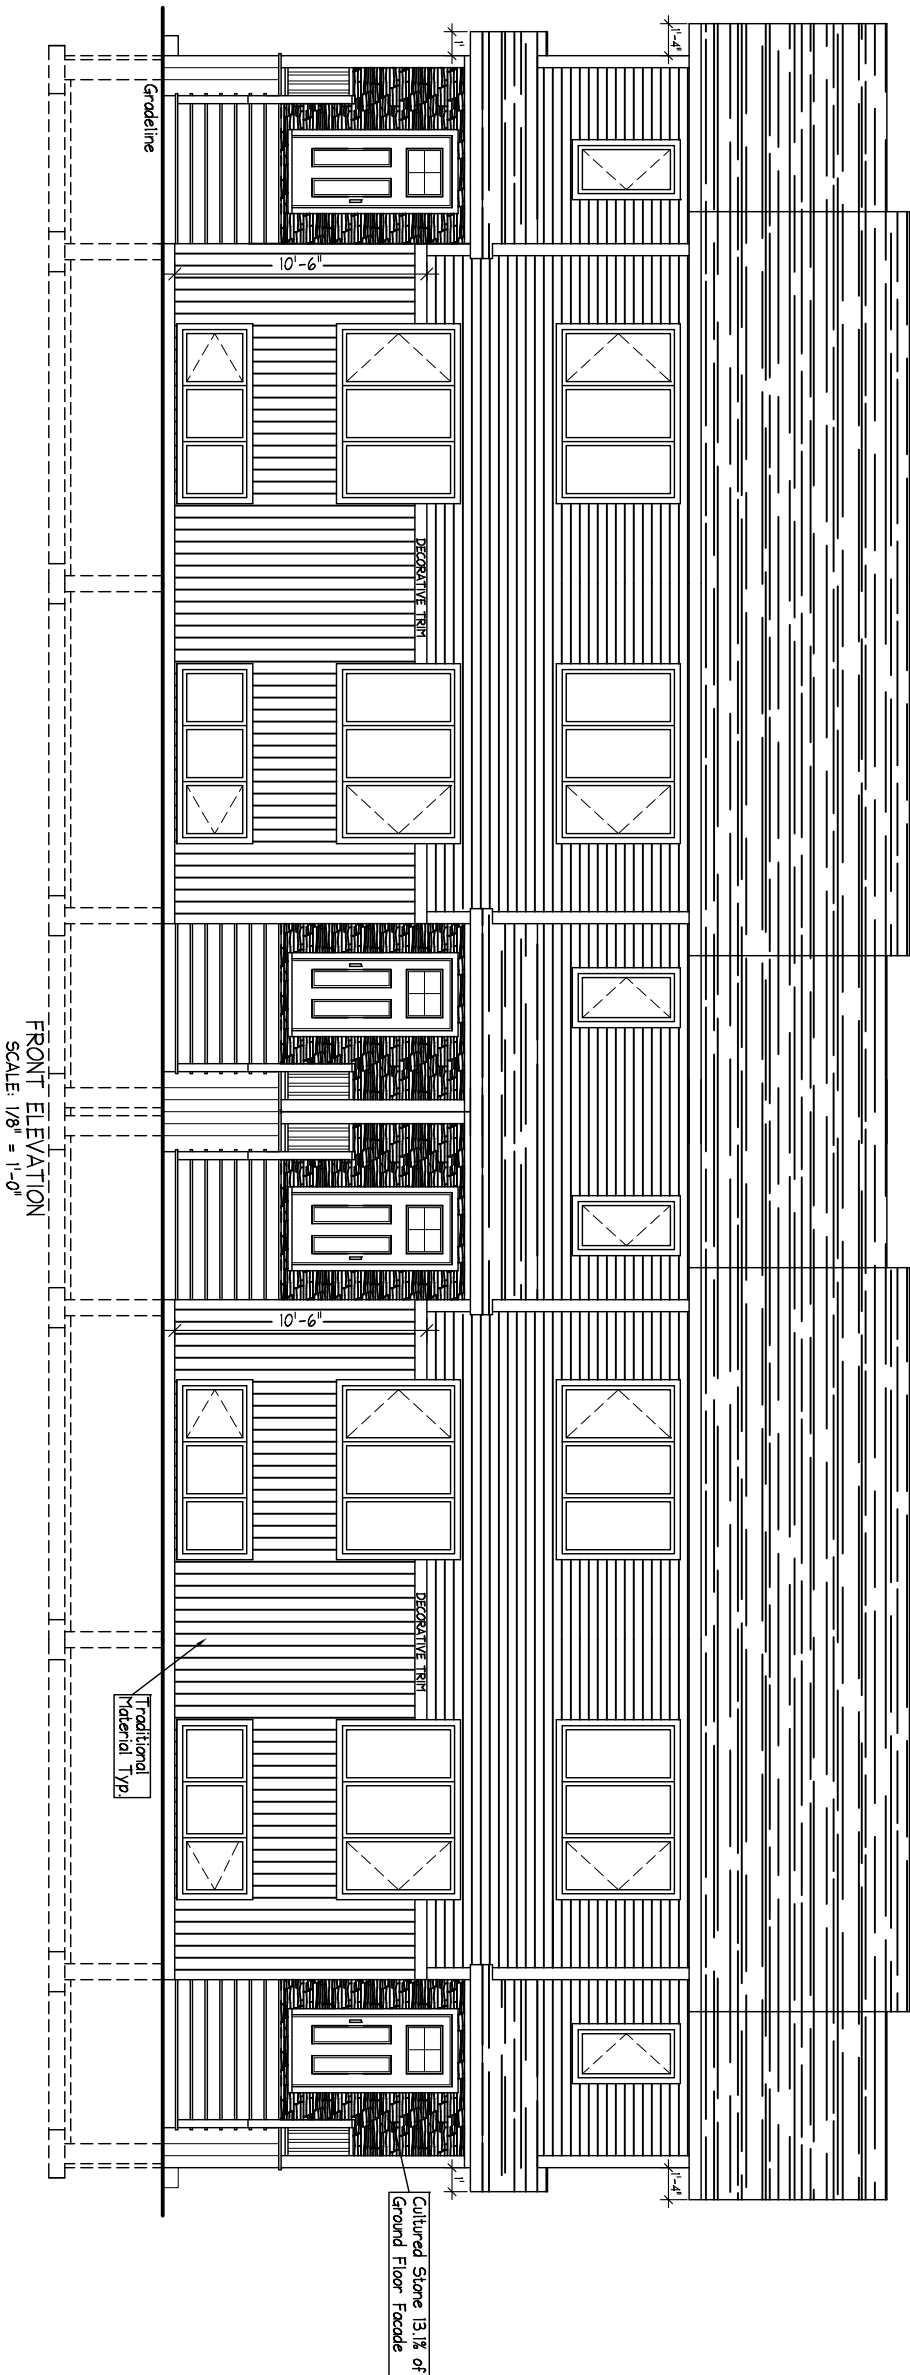 1'-4"
1'-4"
1'
1'
DECORATIVE TRIM
DECORATIVE TRIM
10'-6"
10'-6"
Cultured Stone 13.1% of
Ground Floor Facade
Gradeline
Traditional
Material Typ.
FRONT ELEVATION
SCALE: 1/8" = 1'-0"